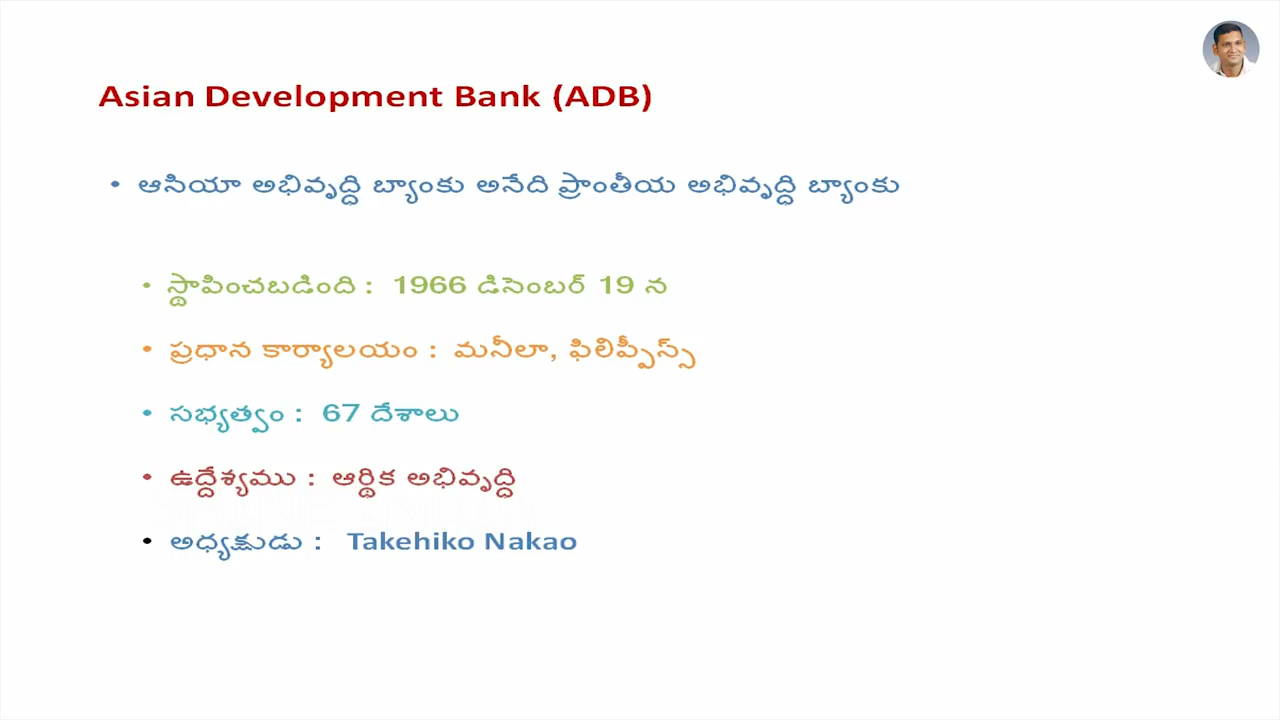 Asian Development Bank (ADB)
• ఆసియా అభివృద్ధి బ్యాంకు అనేది ప్రాంతీయ అభివృద్ధి బ్యాంకు
• స్థాపించబడింది : 1966 డిసెంబర్ 19 న
• ప్రధాన కార్యాలయం : మనీలా, ఫిలిప్పీన్స్
• సభ్యత్వం : 67 దేశాలు
• ఉద్దేశ్యము : ఆర్థిక అభివృద్ధి
• అధ్యక్షుడు : Takehiko Nakao